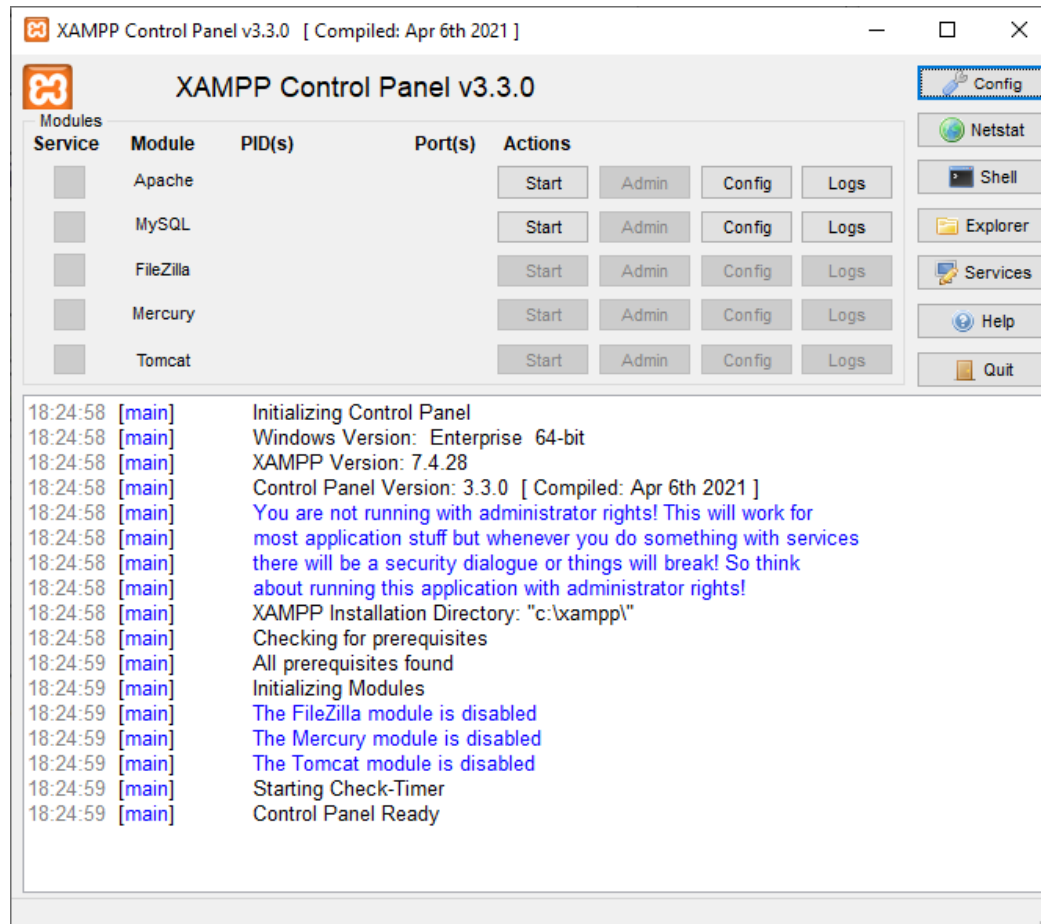 XAMPP Control Panel v3.3.0 [ Compiled: Apr 6th 2021 ]
XAMPP Control Panel v3.3.0
Config
Modules
Service Module PID(s) Port(s) Actions
Netstat
Apache Start Admin Config Logs
Shell
MySQL Start Admin Config Logs
Explorer
FileZilla Start Admin Config Logs
Services
Mercury Start Admin Config Logs
Help
Tomcat Start Admin Config Logs
Quit
18:24:58 [main] Initializing Control Panel
18:24:58 [main] Windows Version: Enterprise 64-bit
18:24:58 [main] XAMPP Version: 7.4.28
18:24:58 [main] Control Panel Version: 3.3.0 [ Compiled: Apr 6th 2021 ]
18:24:58 [main] You are not running with administrator rights! This will work for
18:24:58 [main] most application stuff but whenever you do something with services
18:24:58 [main] there will be a security dialogue or things will break! So think
18:24:58 [main] about running this application with administrator rights!
18:24:58 [main] XAMPP Installation Directory: "c:\xampp\"
18:24:58 [main] Checking for prerequisites
18:24:59 [main] All prerequisites found
18:24:59 [main] Initializing Modules
18:24:59 [main] The FileZilla module is disabled
18:24:59 [main] The Mercury module is disabled
18:24:59 [main] The Tomcat module is disabled
18:24:59 [main] Starting Check-Timer
18:24:59 [main] Control Panel Ready